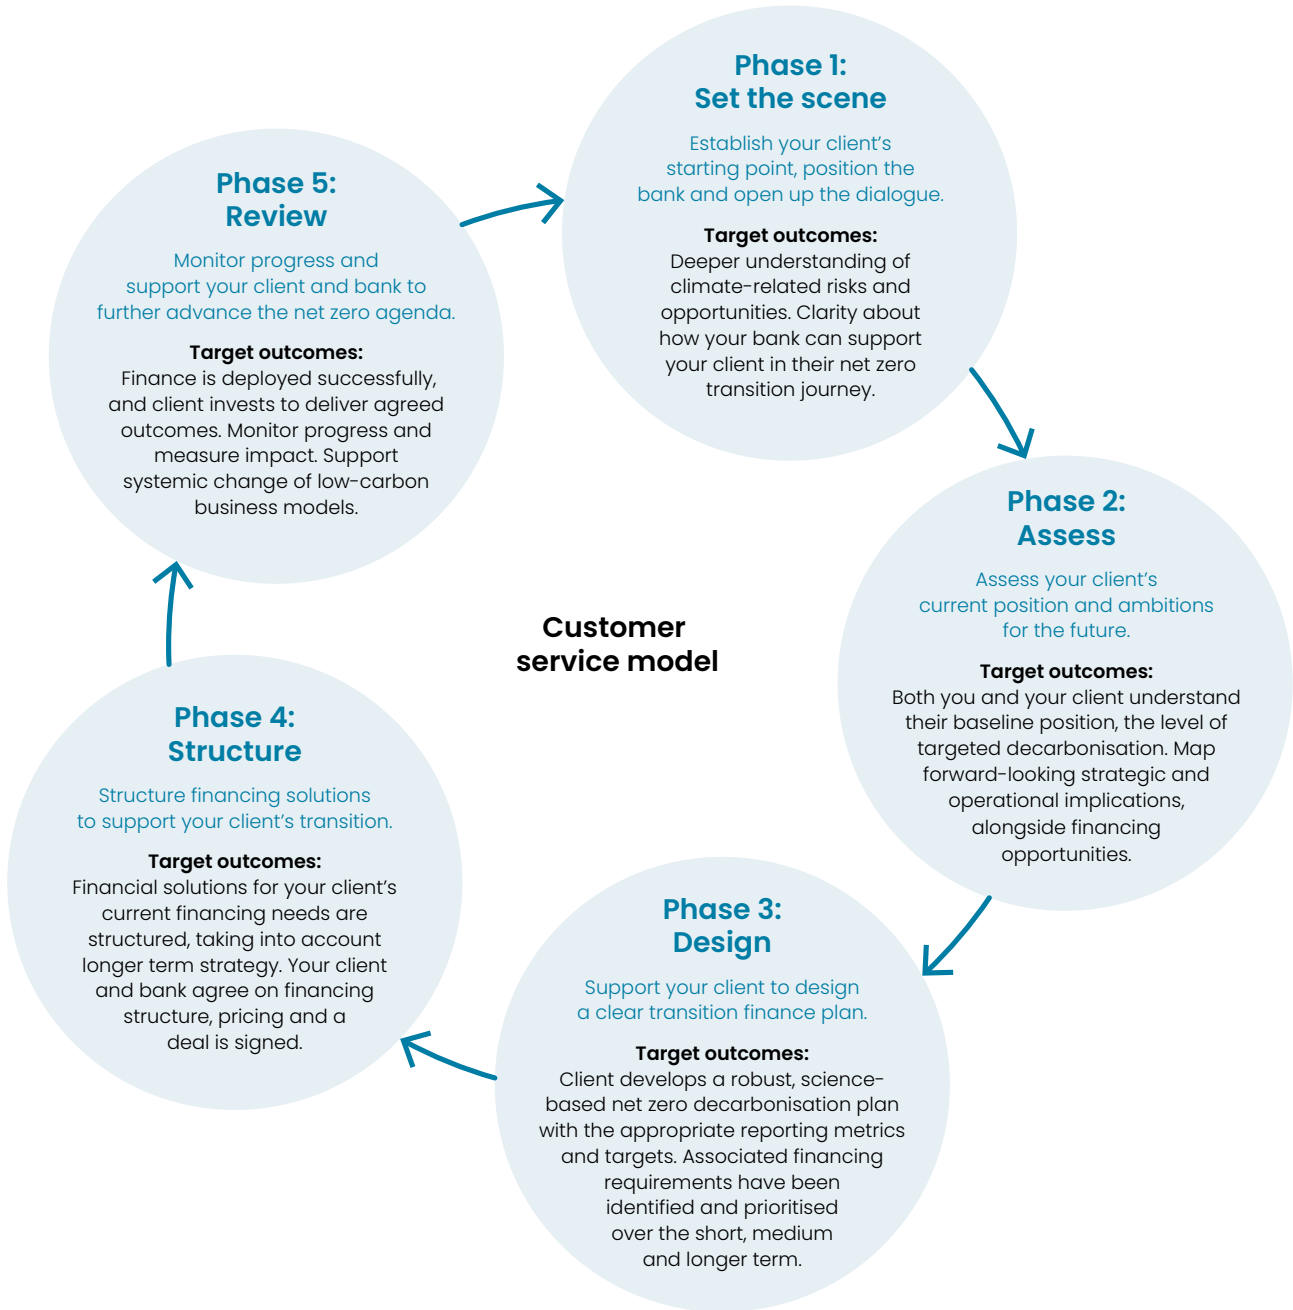 Phase 1:
Set the scene
Establish your client's
starting point, position the
bank and open up the dialogue.
Target outcomes:
Deeper understanding of
climate-related risks and
opportunities. Clarity about
how your bank can support
your client in their net zero
transition journey.
Phase 2:
Assess
Assess your client's
current position and ambitions
for the future.
Target outcomes:
Both you and your client understand
their baseline position, the level of
targeted decarbonisation. Map
forward-looking strategic and
operational implications,
alongside financing
opportunities.
Phase 3:
Design
Support your client to design
a clear transition finance plan.
Target outcomes:
Client develops a robust, science-
based net zero decarbonisation plan
with the appropriate reporting metrics
and targets. Associated financing
requirements have been
identified and prioritised
over the short, medium
and longer term.
Phase 4:
Structure
Structure financing solutions
to support your client's transition.
Target outcomes:
Financial solutions for your client's
current financing needs are
structured, taking into account
longer term strategy. Your client
and bank agree on financing
structure, pricing and a
deal is signed.
Phase 5:
Review
Monitor progress and
support your client and bank to
further advance the net zero agenda.
Target outcomes:
Finance is deployed successfully,
and client invests to deliver agreed
outcomes. Monitor progress and
measure impact. Support
systemic change of low-carbon
business models.
Customer
service model